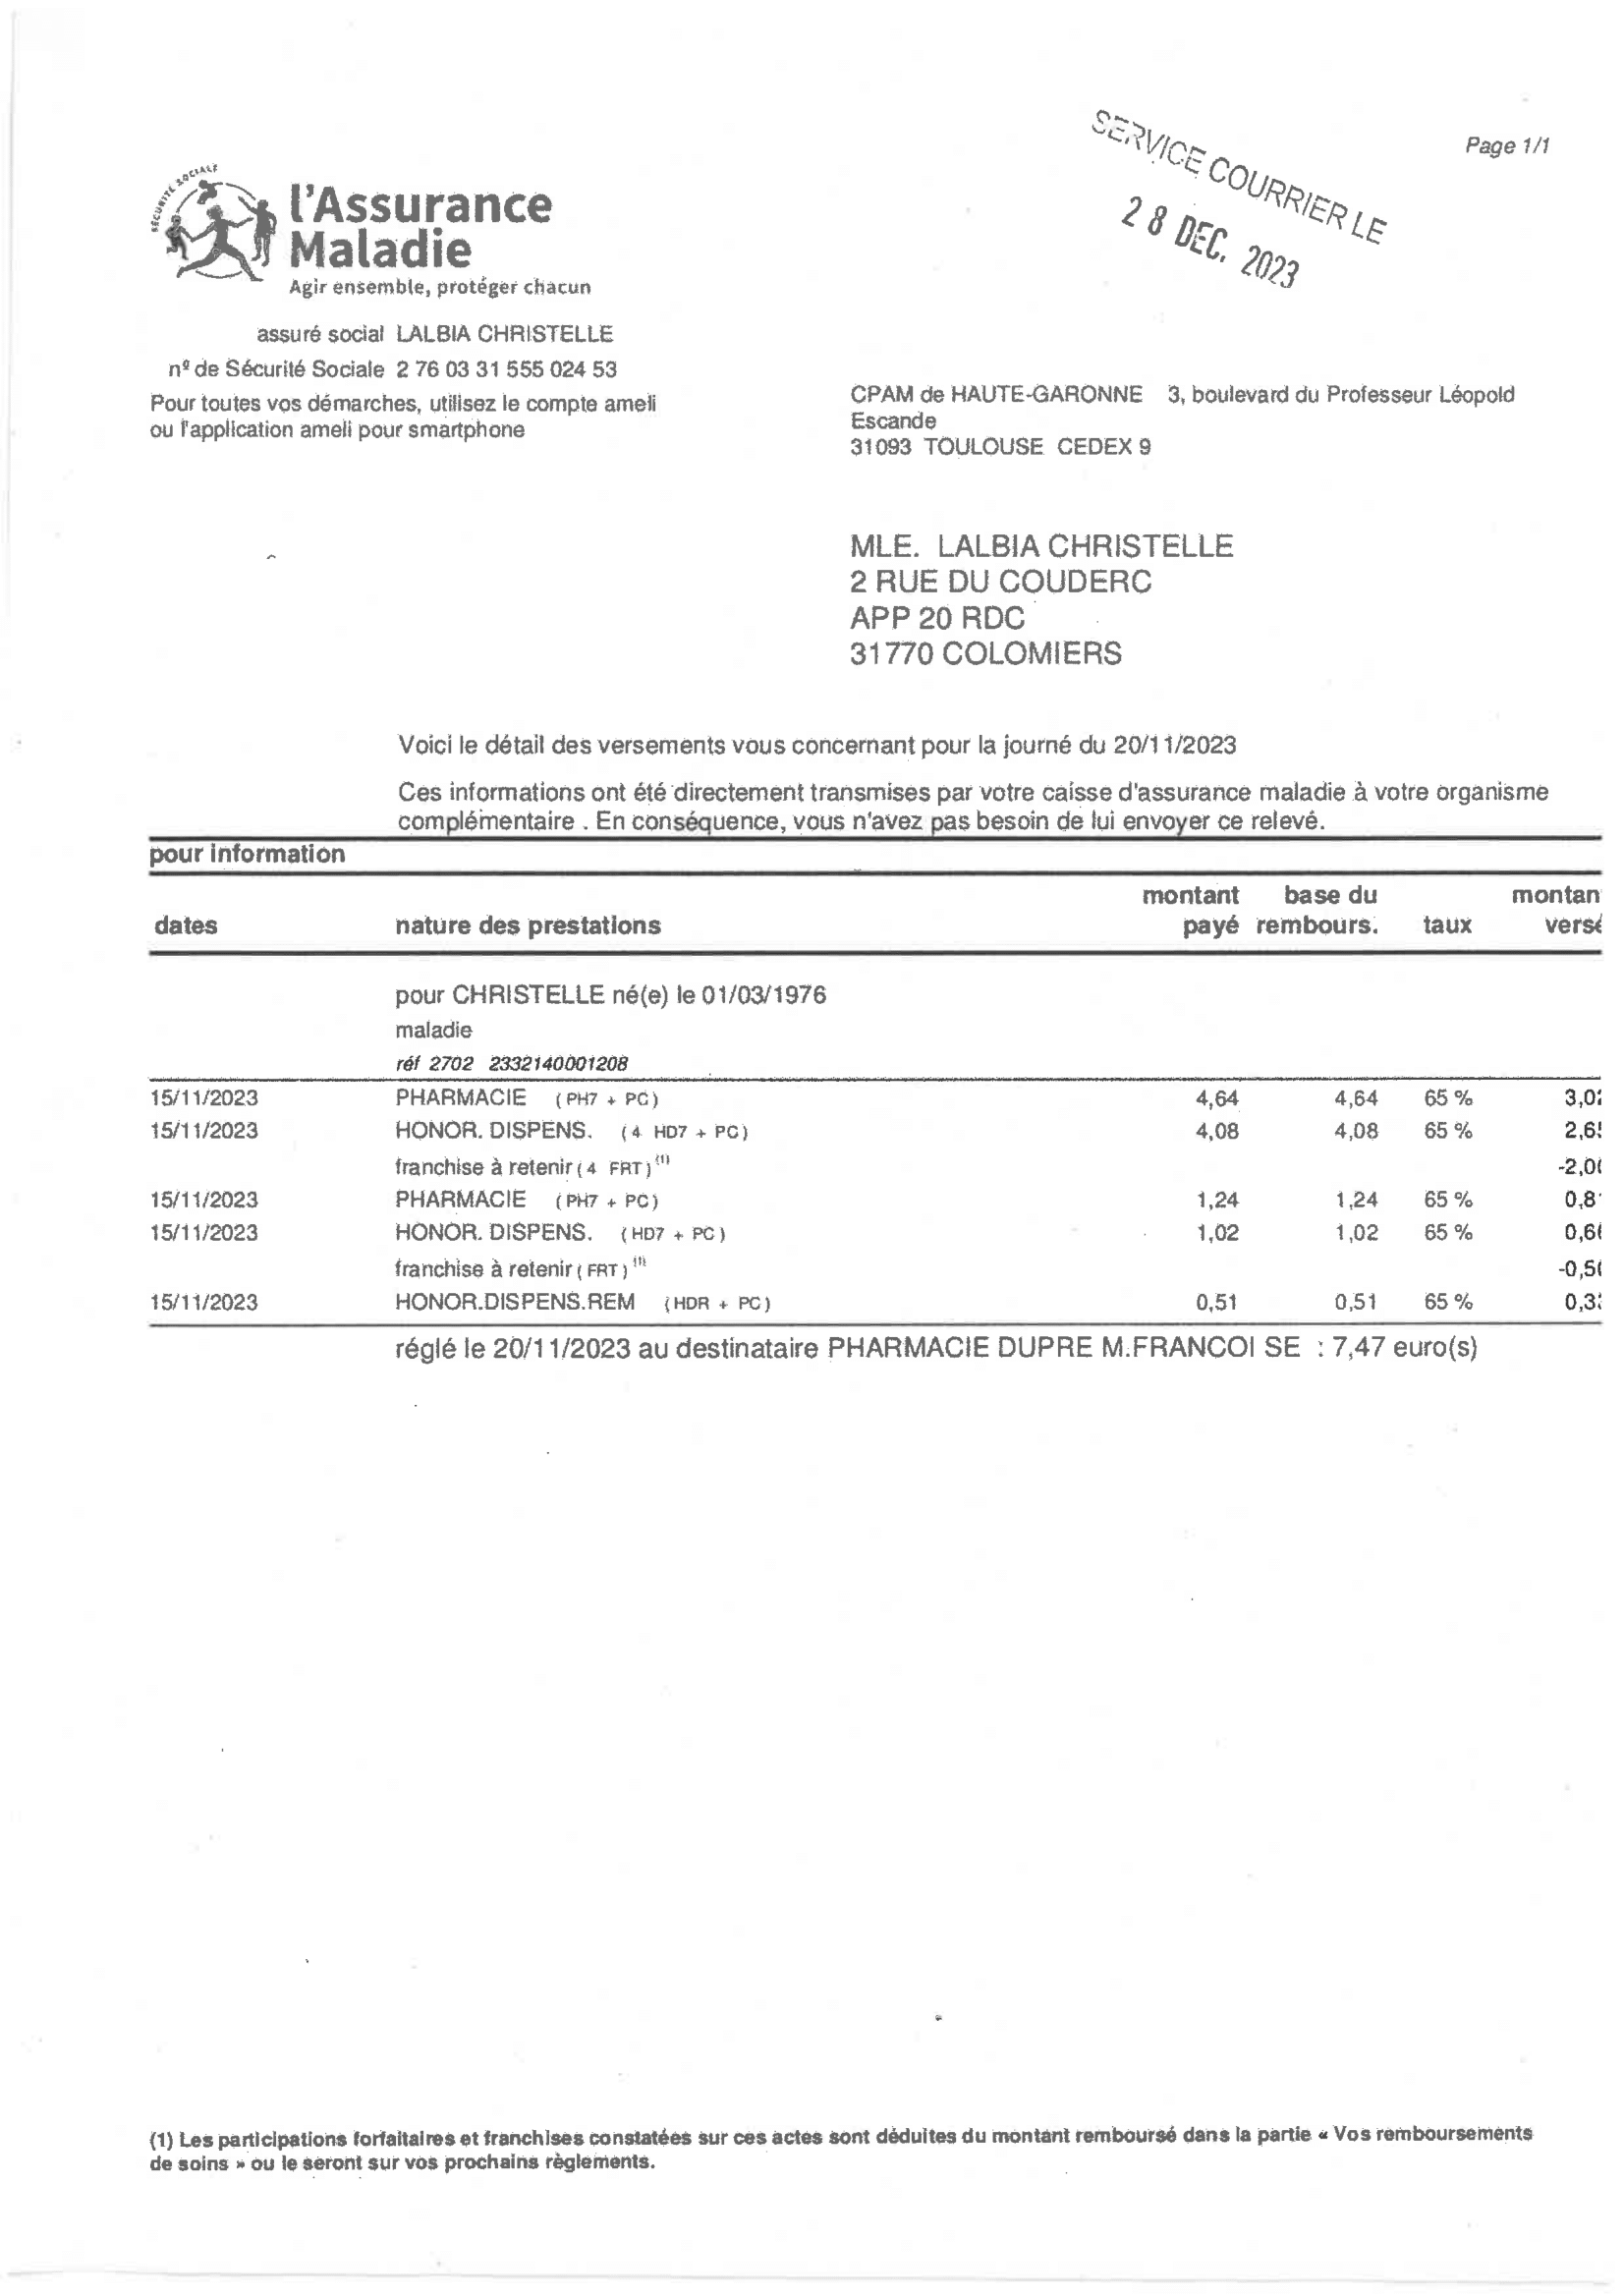 SERVICE COURRIER LE
28 DEC. 2023
Page 1/1
SÉCURITÉ SOCIALE
l'Assurance
Maladie
Agir ensemble, protéger chacun
assuré social LALBIA CHRISTELLE
nº de Sécurité Sociale 2 76 03 31 555 024 53
Pour toutes vos démarches, utilisez le compte ameli
ou l'application ameli pour smartphone
CPAM de HAUTE-GARONNE 3, boulevard du Professeur Léopold
Escande
31093 TOULOUSE CEDEX 9
MLE. LALBIA CHRISTELLE
2 RUE DU COUDERC
APP 20 RDC
31770 COLOMIERS
Voici le détail des versements vous concernant pour la journé du 20/11/2023
Ces informations ont été directement transmises par votre caisse d'assurance maladie à votre organisme
complémentaire . En conséquence, vous n'avez pas besoin de lui envoyer ce relevé.
pour information
montant base du montan
dates nature des prestations payé rembours. taux vers
pour CHRISTELLE né(e) le 01/03/1976
maladie
réf 2702 2332140001208
15/11/2023 PHARMACIE (PH7 + PC) 4,64 4,64 65 % 3,0
15/11/2023 HONOR. DISPENS. (4 HD7 + PC) 4,08 4,08 65 % 2,6
franchise à retenir (4 FRT) (1) -2,0
15/11/2023 PHARMACIE (PH7 + PC) 1,24 1,24 65 % 0,8
15/11/2023 HONOR. DISPENS. (HD7 + PC) 1,02 1,02 65 % 0,6
franchise à retenir (FRT) (1) -0,5
15/11/2023 HONOR.DISPENS.REM (HDR + PC) 0,51 0,51 65 % 0,3
réglé le 20/11/2023 au destinataire PHARMACIE DUPRE M.FRANCOI SE : 7,47 euro(s)
(1) Les participations forfaitaires et franchises constatées sur ces actes sont déduites du montant remboursé dans la partie « Vos remboursements
de soins » ou le seront sur vos prochains règlements.